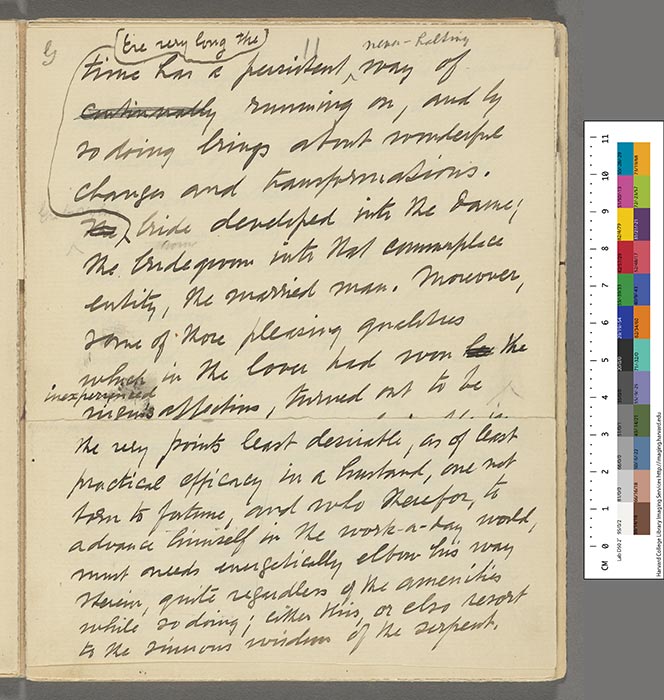 (Ere very long the)
never-halting
time has a persistent, way of
continually running on, and by
so doing brings about wonderful
changes and transformations.
The bride developed into the dame;
the bridegroom into that commonplace
entity, the married man. Moreover,
some of those pleasing qualities
which in the lover had won the
inexperienced
affections, turned out to be
the very points least desirable, as of least
practical efficacy in a husband, one not
born to fortune, and who therefor, to
advance himself in the work-a-day world,
must needs energetically elbow his way
therein, quite regardless of the amenities
while so doing; either this, or else resort
to the sinuous wisdom of the serpent.
CM 0 1 2 3 4 5 6 7 8 9 10 11
Harvard College Library Imaging Services http://imaging.harvard.edu